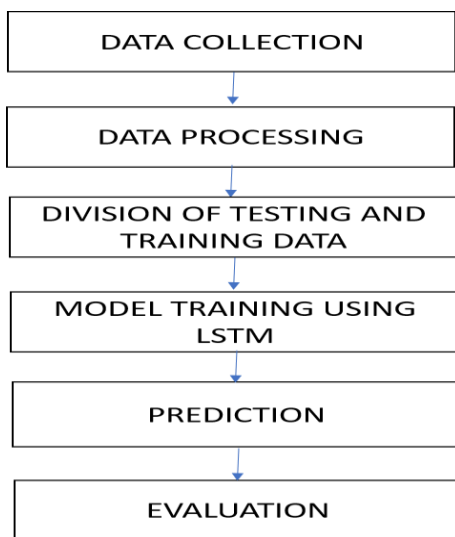 DATA COLLECTION
DATA PROCESSING
DIVISION OF TESTING AND
TRAINING DATA
MODEL TRAINING USING
LSTM
PREDICTION
EVALUATION